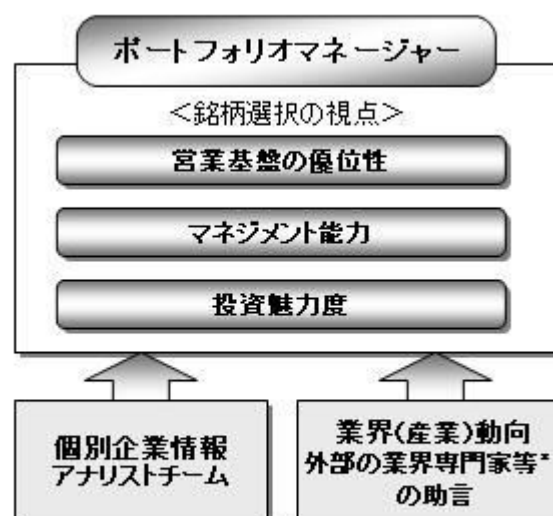 ポートフォリオマネージャー
＜銘柄選択の視点＞
営業基盤の優位性
マネジメント能力
投資魅力度
個別企業情報
アナリストチーム
業界(産業)動向
外部の業界専門家等*
の助言